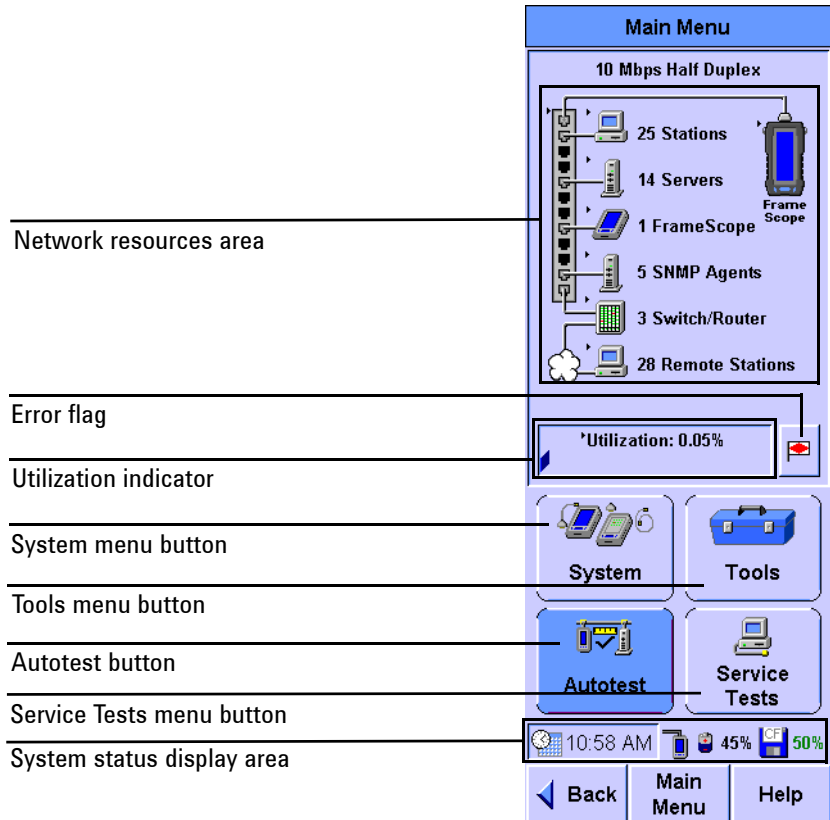 Main Menu
10 Mbps Half Duplex
25 Stations
14 Servers
Frame
Scope
1 FrameScope
5 SNMP Agents
3 Switch/Router
28 Remote Stations
Utilization: 0.05%
System
Tools
Autotest
Service
Tests
10:58 AM
45%
CF
50%
Back
Main
Menu
Help
Network resources area
Error flag
Utilization indicator
System menu button
Tools menu button
Autotest button
Service Tests menu button
System status display area